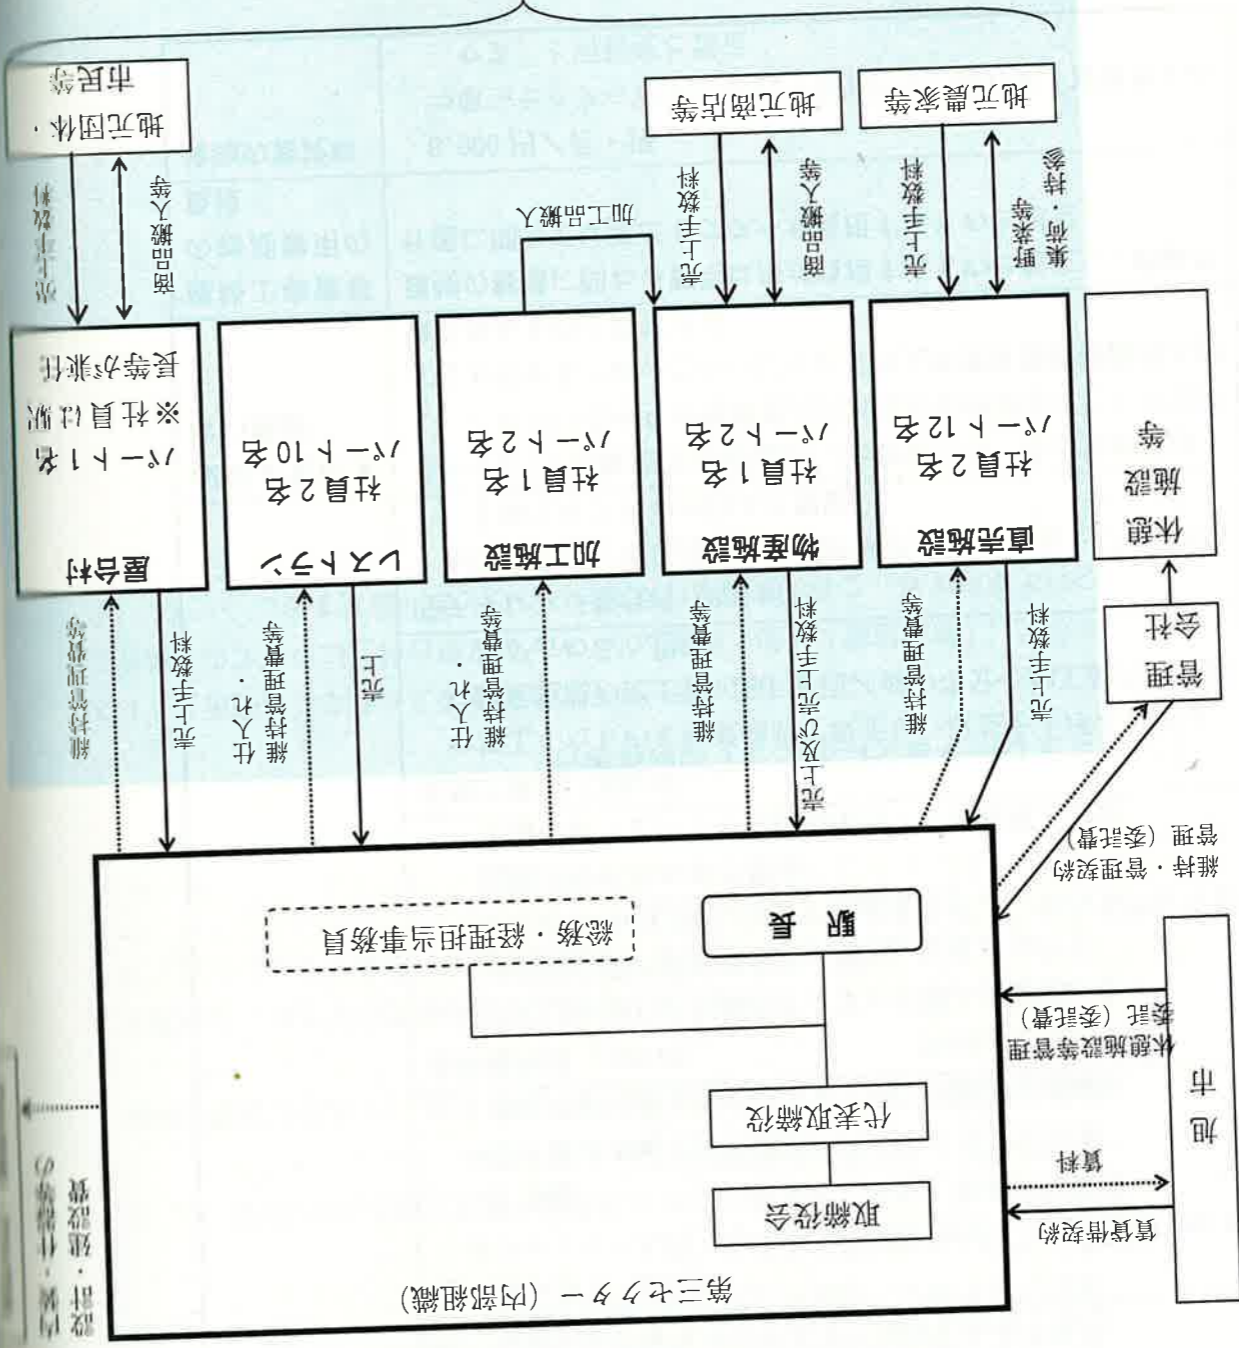 第三セクター（内部組織）
取締役会
代表取締役
駅　長
総務・経理担当事務員
旭市
賃貸借契約
賃料
休憩施設等管理
委託（委託費）
維持・管理契約
管理（委託費）
管理
会社
休憩
施設
等
内装・什器等の
設計・建設費
売上手数料
維持管理費等
売上及び売上手数料
維持管理費等
仕入れ・
維持管理費等
売上
仕入れ・
維持管理費等
売上手数料
維持管理費等
直売施設
社員２名
パート12名
物産施設
社員１名
パート２名
加工施設
社員１名
パート２名
レストラン
社員２名
パート10名
屋台村
パート１名
※社員は駅
長等が兼任
集荷・持参
野菜等
売上手数料
商品搬入等
売上手数料
加工品搬入
商品搬入等
売上手数料
地元農家等
地元商店等
地元団体・
市民等